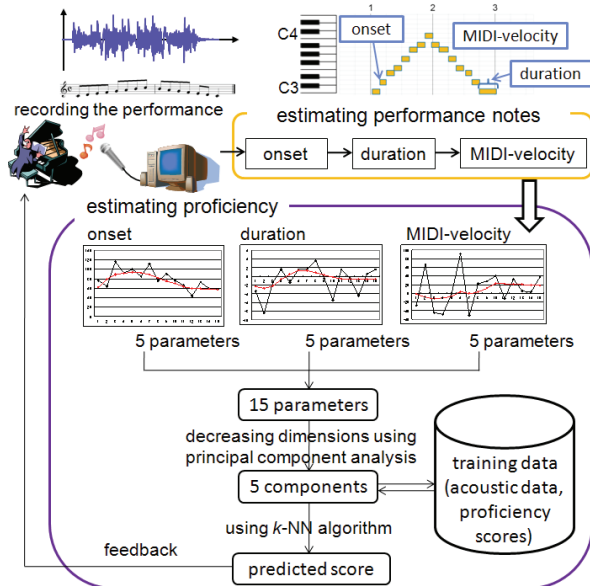 1 2 3
C4
onset
MIDI-velocity
duration
C3
recording the performance
estimating performance notes
onset
duration
MIDI-velocity
estimating proficiency
onset
duration
MIDI-velocity
5 parameters
5 parameters
5 parameters
15 parameters
decreasing dimensions using
principal component analysis
5 components
training data
(acoustic data,
proficiency
scores)
using k-NN algorithm
feedback
predicted score